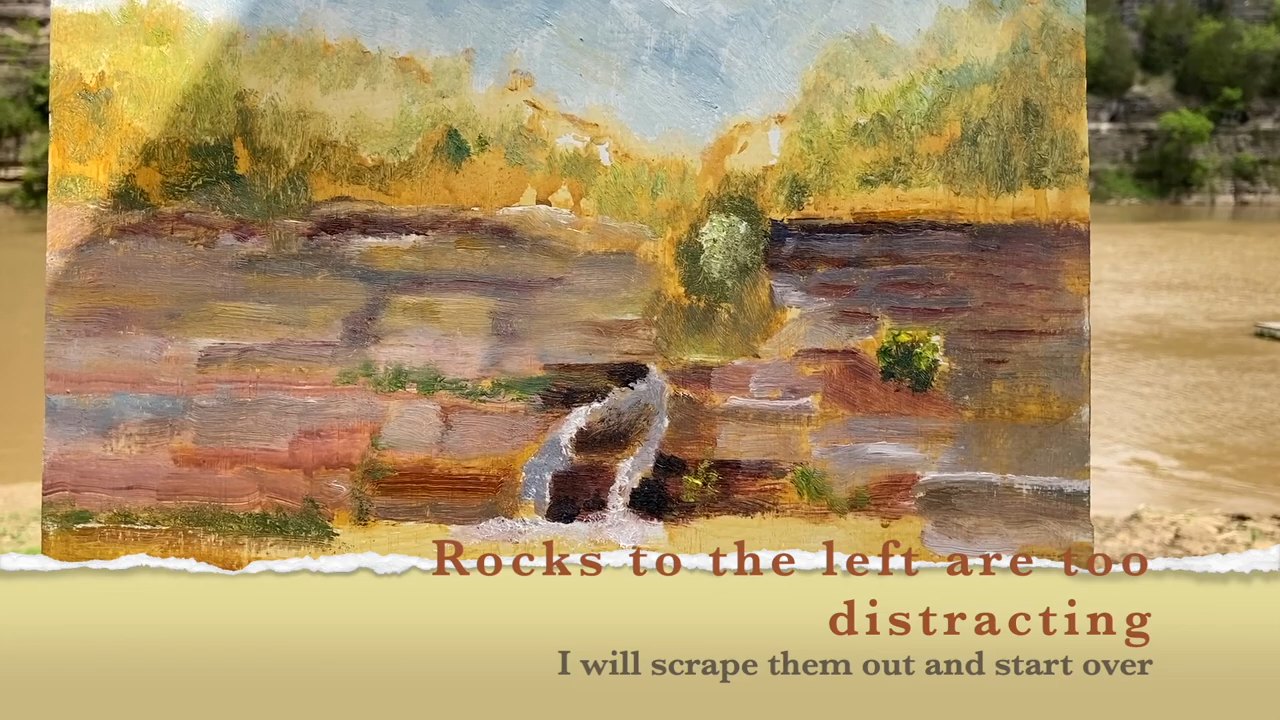 Rocks to the left are too
distracting
I will scrape them out and start over